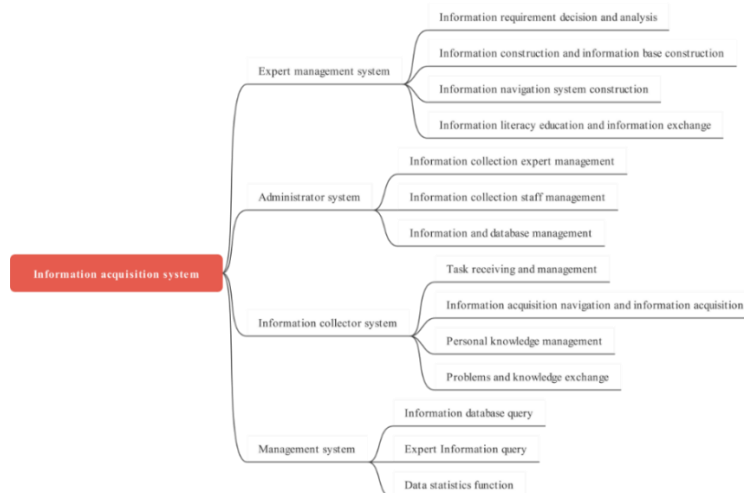 Information requirement decision and analysis
Information construction and information base construction
Expert management system
Information navigation system construction
Information literacy education and information exchange
Information collection expert management
Administrator system
Information collection staff management
Information and database management
Information acquisition system
Task receiving and management
Information acquisition navigation and information acquisition
Information collector system
Personal knowledge management
Problems and knowledge exchange
Information database query
Management system
Expert Information query
Data statistics function